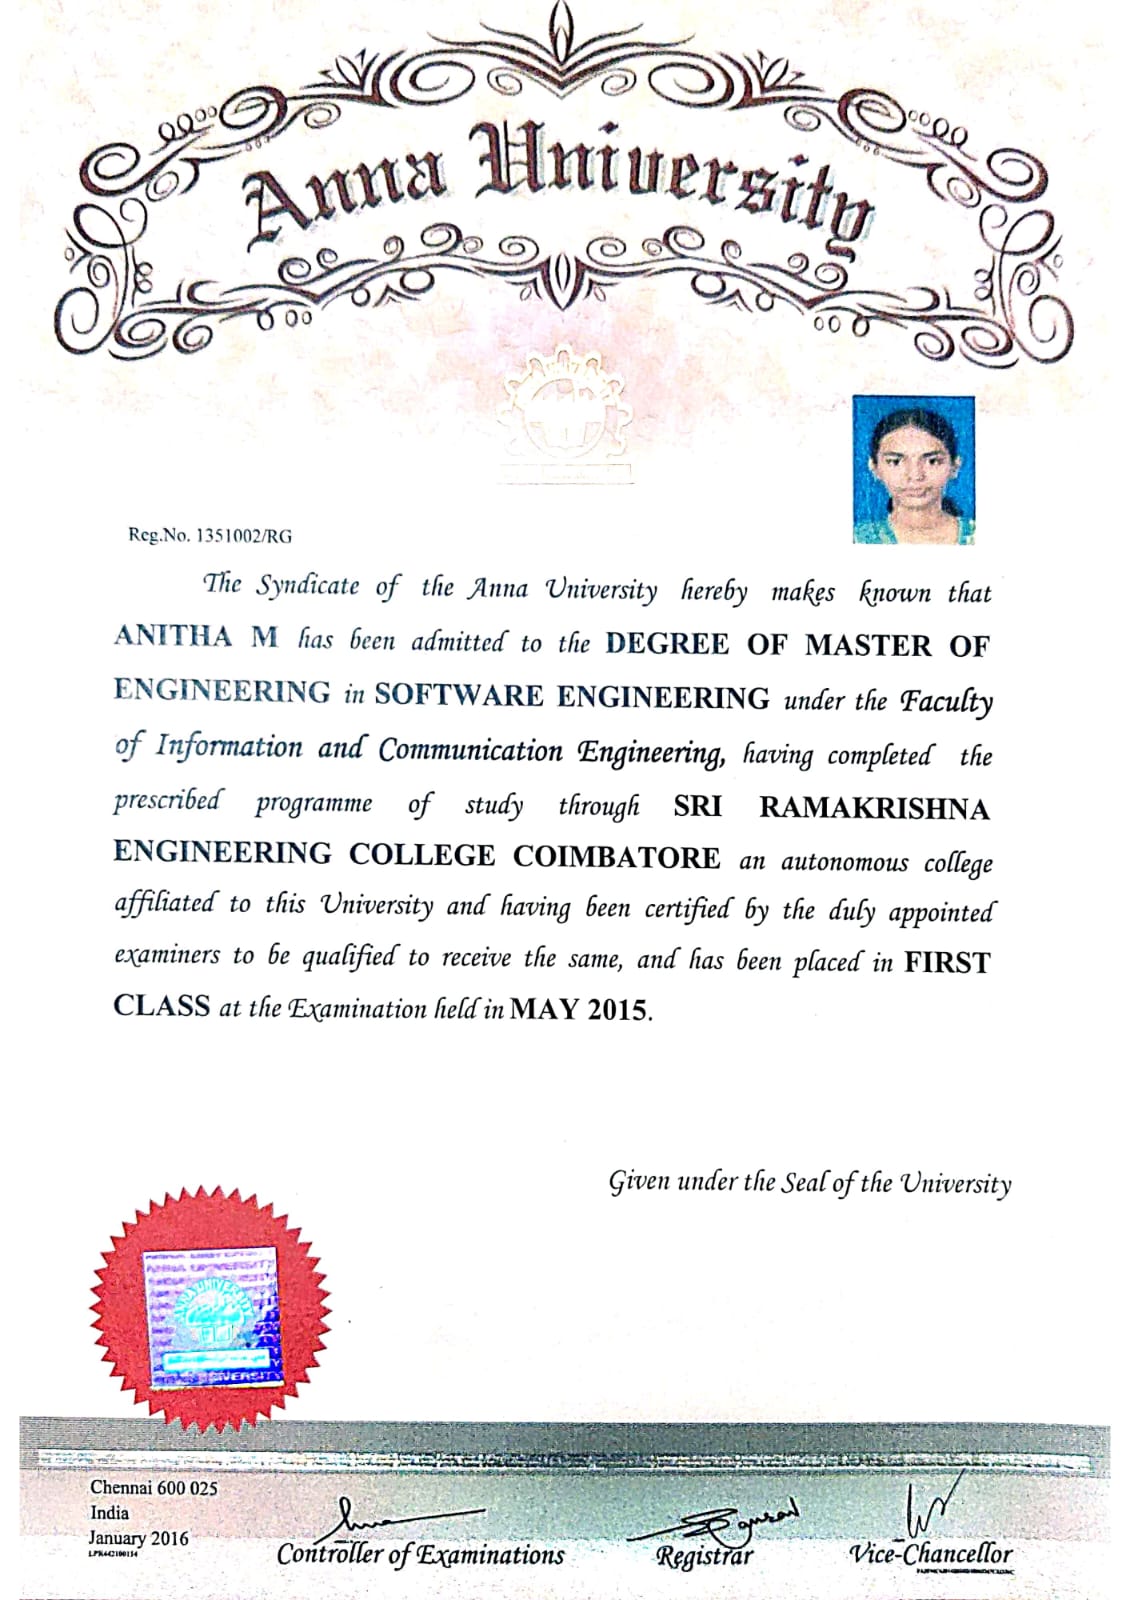 Anna University
Reg.No. 1351002/RG
The Syndicate of the Anna University hereby makes known that
ANITHA M has been admitted to the DEGREE OF MASTER OF
ENGINEERING in SOFTWARE ENGINEERING under the Faculty
of Information and Communication Engineering, having completed the
prescribed programme of study through SRI RAMAKRISHNA
ENGINEERING COLLEGE COIMBATORE an autonomous college
affiliated to this University and having been certified by the duly appointed
examiners to be qualified to receive the same, and has been placed in FIRST
CLASS at the Examination held in MAY 2015.
Given under the Seal of the University
ANNA UNIVERSITY
Chennai 600 025
India
January 2016
Controller of Examinations
Registrar
Vice-Chancellor